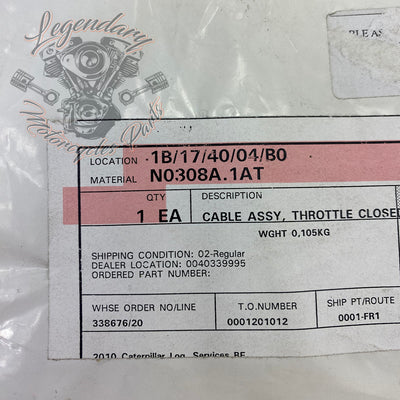 Legendary
Motorcycles Parts
PLEAS
LOCATION 1B/17/40/04/B0
MATERIAL N0308A.1AT
QTY DESCRIPTION
1 EA CABLE ASSY, THROTTLE CLOSE
WGHT 0,105KG
SHIPPING CONDITION: 02-Regular
DEALER LOCATION: 0040339995
ORDERED PART NUMBER:
WHSE ORDER NO/LINE T.O.NUMBER SHIP PT/ROUTE
338676/20 0001201012 0001-FR1
2010 Caterpillar Log. Services BE